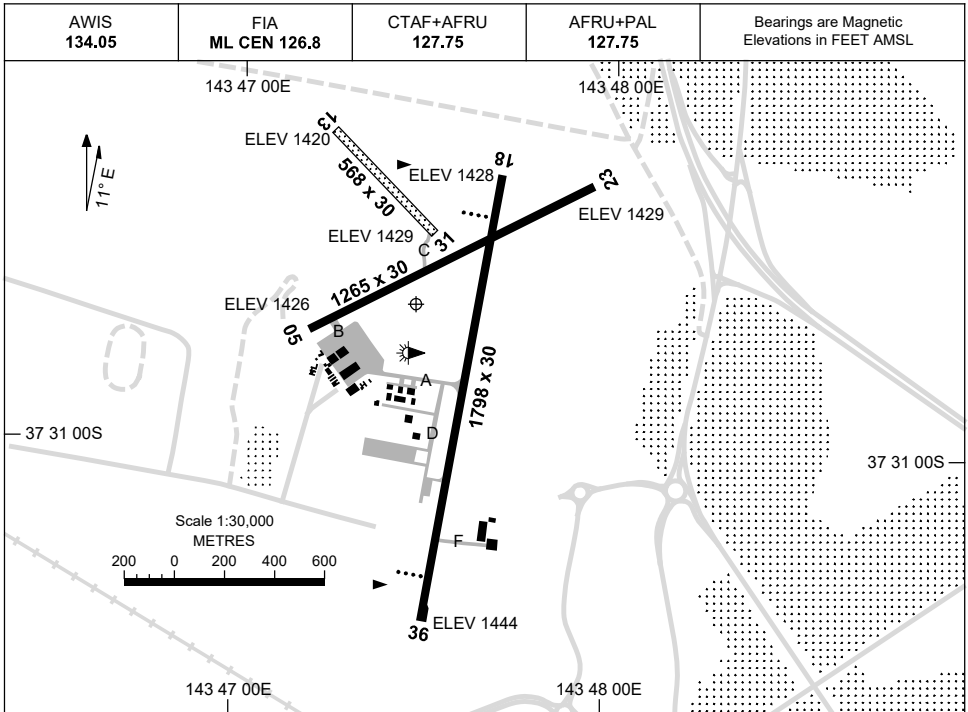 AWIS
134.05
FIA
ML CEN 126.8
CTAF+AFRU
127.75
AFRU+PAL
127.75
Bearings are Magnetic
Elevations in FEET AMSL
143 47 00E
143 48 00E
11° E
13
ELEV 1420
568 x 30
ELEV 1428
18
23
ELEV 1429
ELEV 1429
31
C
1265 x 30
ELEV 1426
05
B
A
1798 x 30
D
37 31 00S
37 31 00S
Scale 1:30,000
METRES
200 0 200 400 600
F
36
ELEV 1444
143 47 00E
143 48 00E